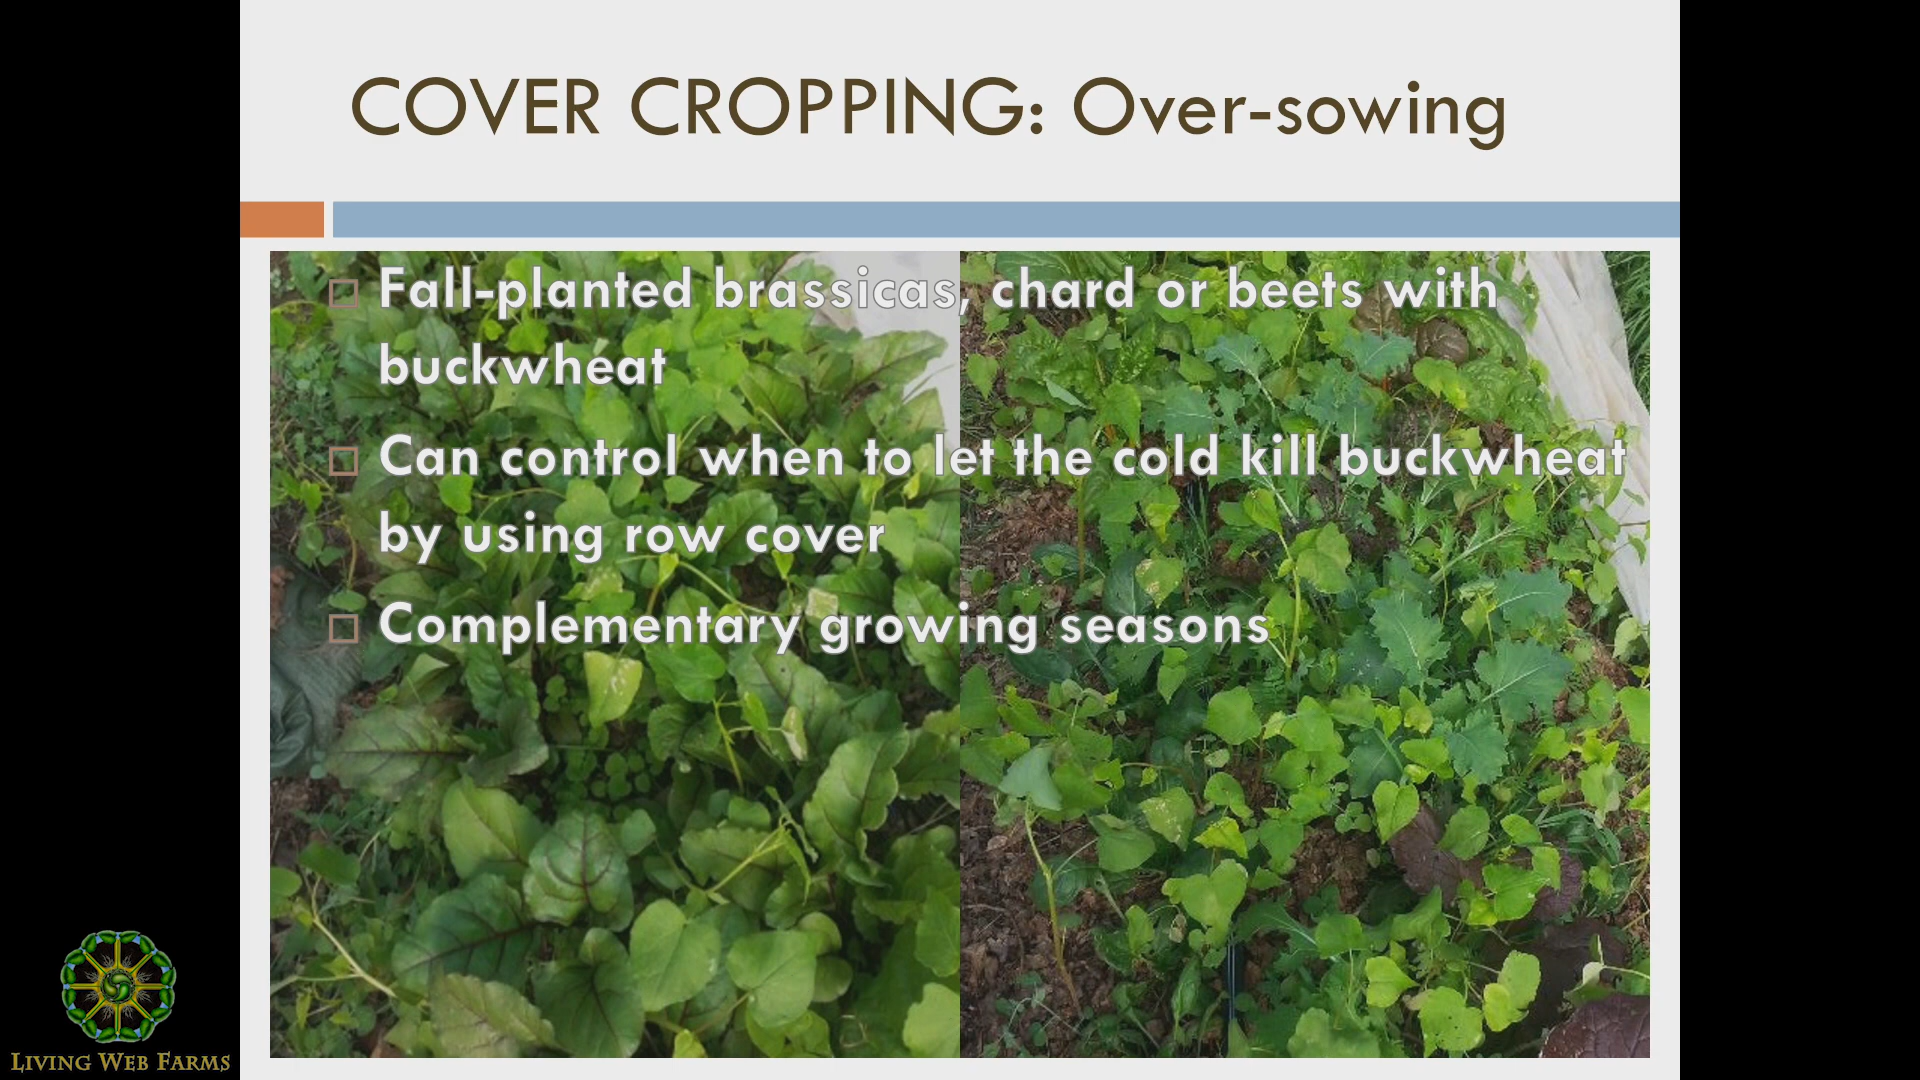 COVER CROPPING: Over-sowing
Fall-planted brassicas, chard or beets with
buckwheat
Can control when to let the cold kill buckwheat
by using row cover
Complementary growing seasons
LIVING WEB FARMS